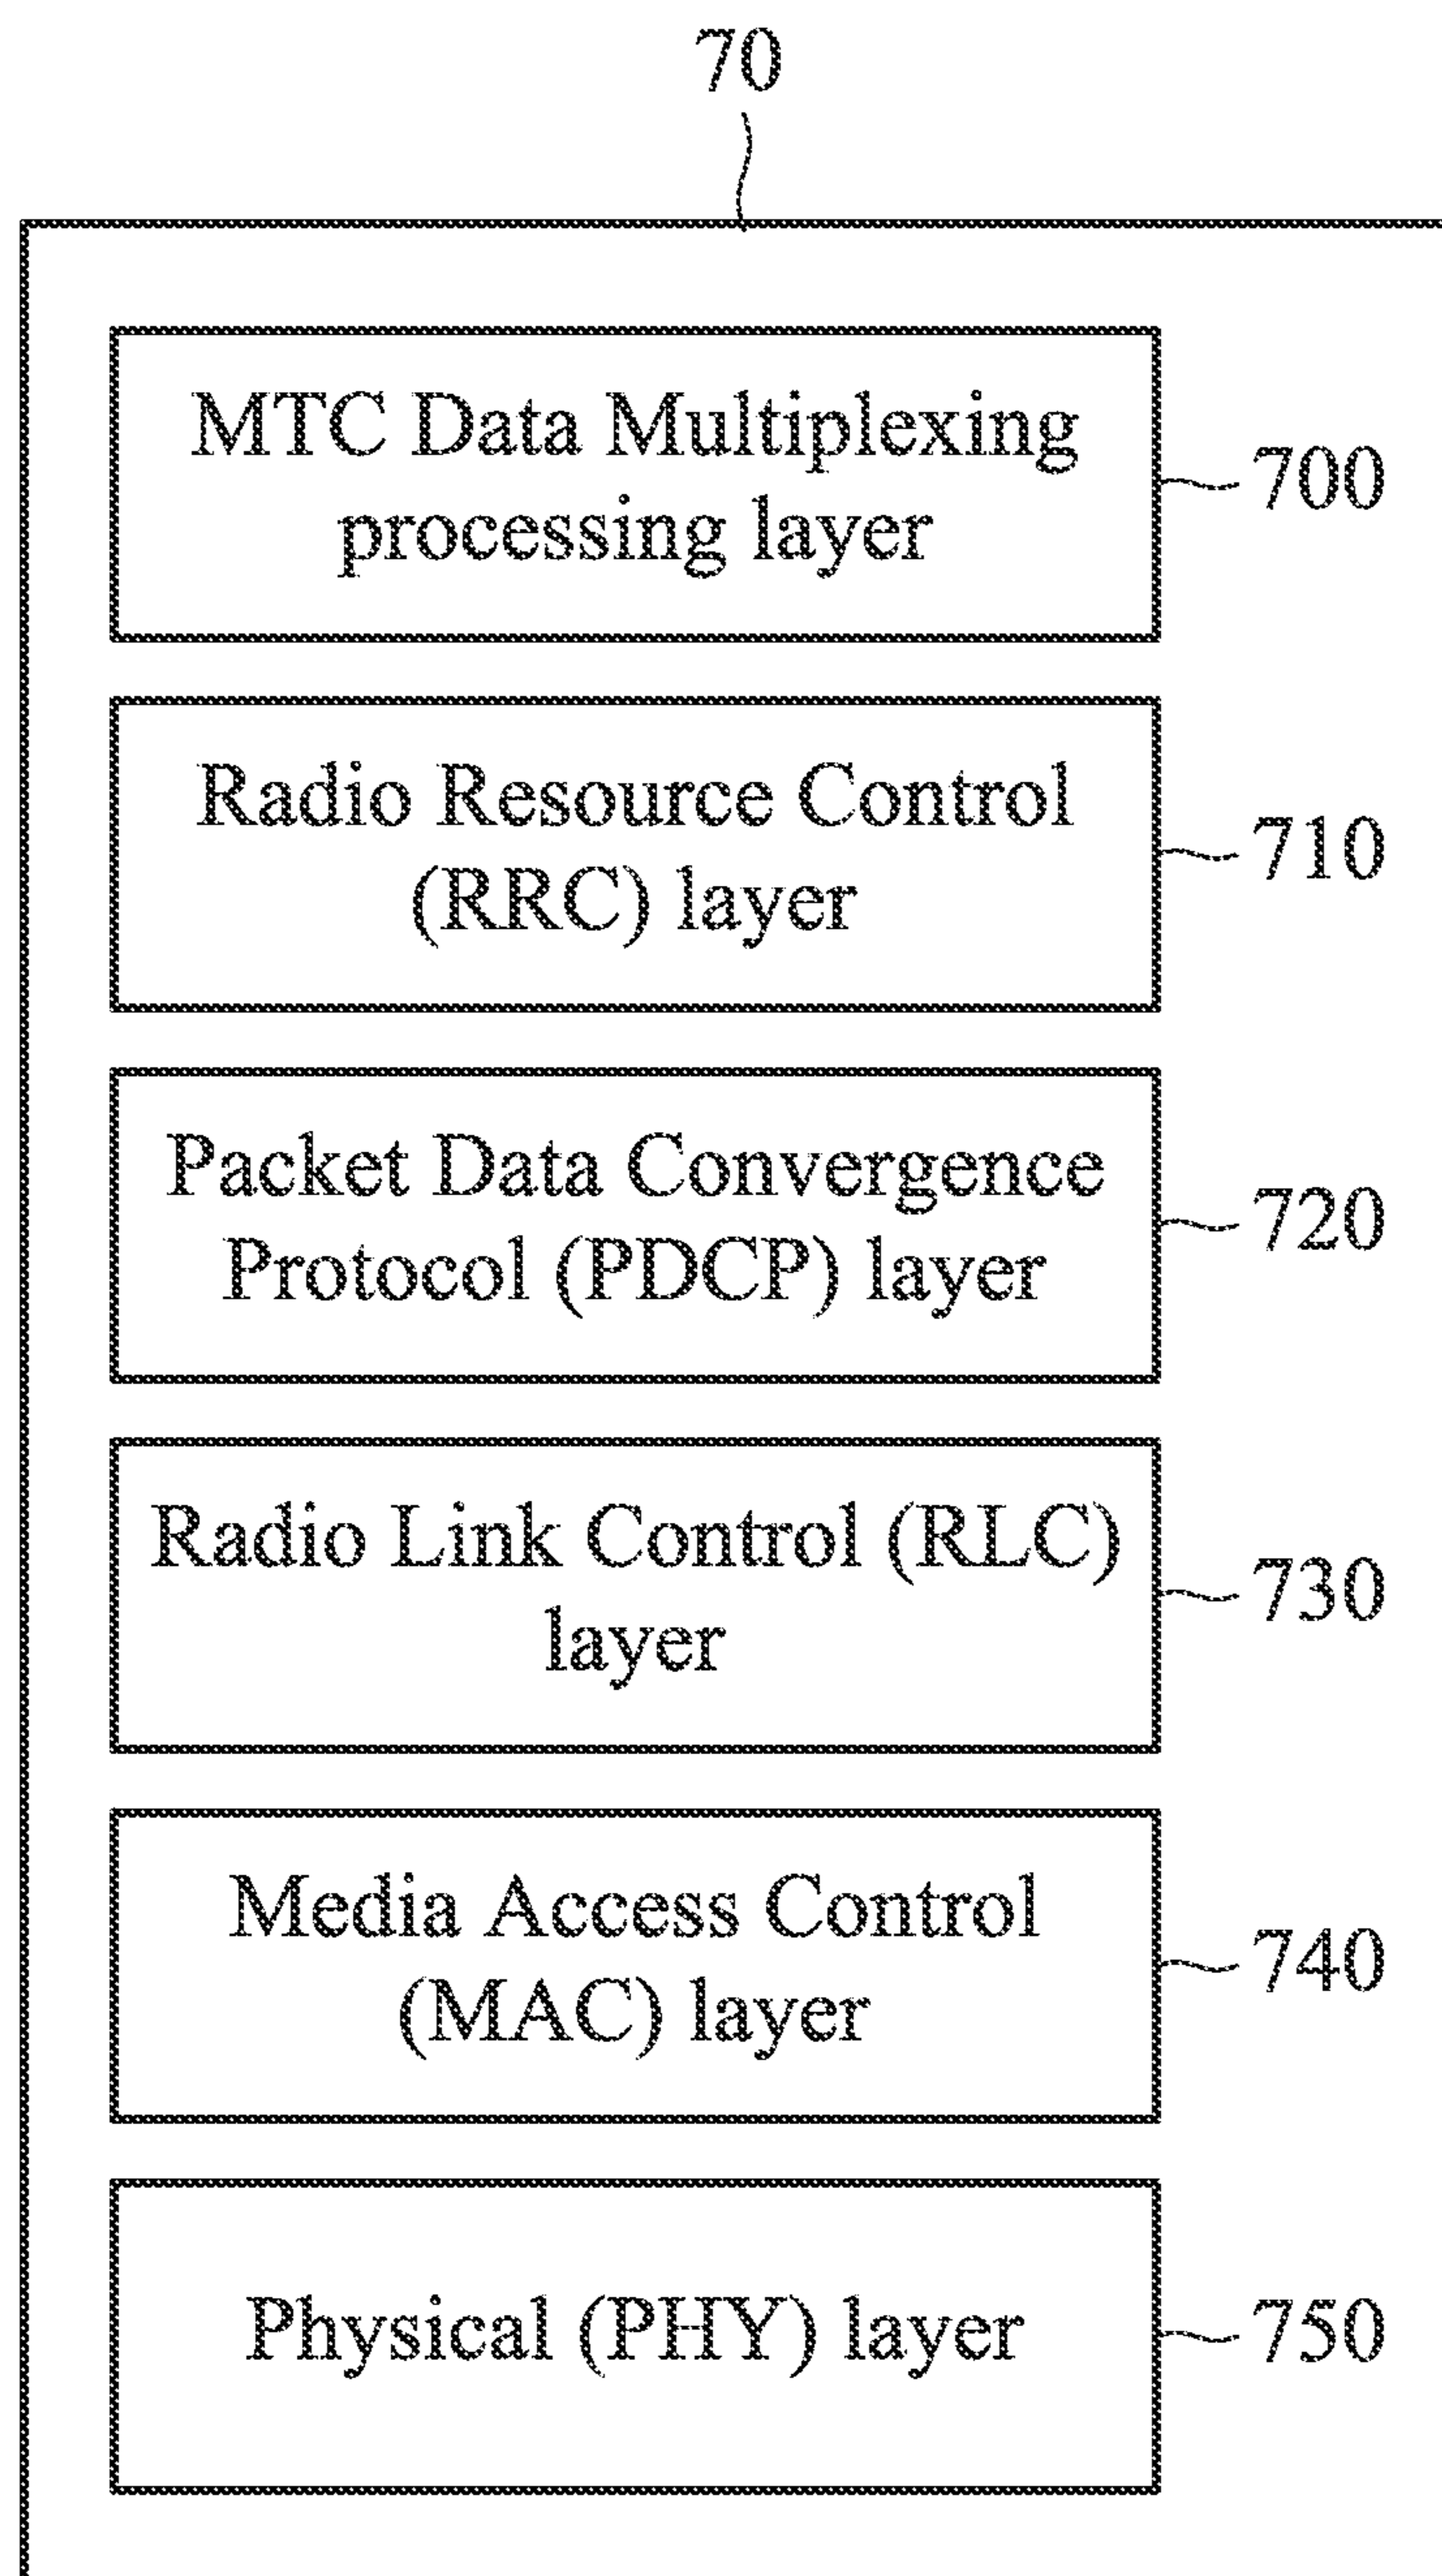 70
MTC Data Multiplexing
processing layer
700
Radio Resource Control
(RRC) layer
710
Packet Data Convergence
Protocol (PDCP) layer
720
Radio Link Control (RLC)
layer
730
Media Access Control
(MAC) layer
740
Physical (PHY) layer
750